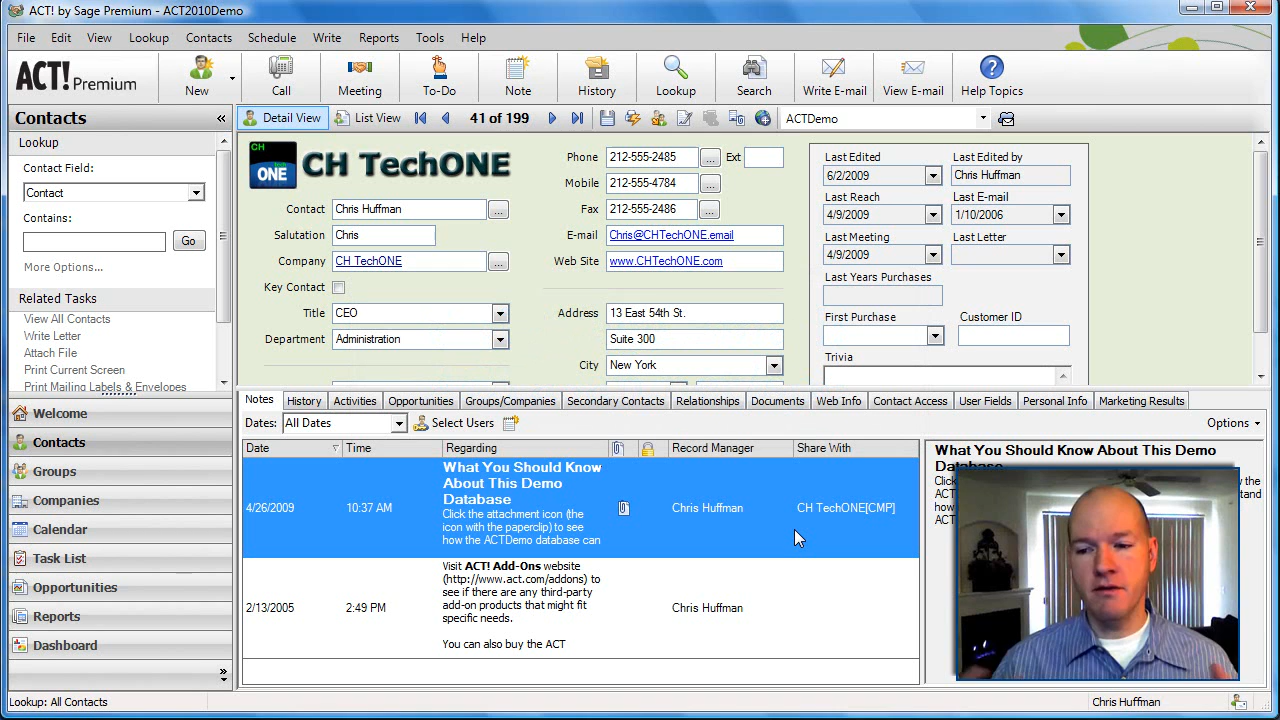 ACT! by Sage Premium - ACT2010Demo
File Edit View Lookup Contacts Schedule Write Reports Tools Help
ACT! Premium
New Call Meeting To-Do Note History Lookup Search Write E-mail View E-mail Help Topics
Contacts «
Detail View List View 41 of 199 ACTDemo
Lookup
Contact Field:
Contact
Contains:
Go
More Options...
Related Tasks
View All Contacts
Write Letter
Attach File
Print Current Screen
Print Mailing Labels & Envelopes
Welcome
Contacts
Groups
Companies
Calendar
Task List
Opportunities
Reports
Dashboard
»
CH
tech
ONE
CH TechONE
Contact Chris Huffman ...
Salutation Chris
Company CH TechONE ...
Key Contact
Title CEO
Department Administration
Phone 212-555-2485 ... Ext
Mobile 212-555-4784 ...
Fax 212-555-2486 ...
E-mail Chris@CHTechONE.email
Web Site www.CHTechONE.com
Address 13 East 54th St.
Suite 300
City New York
Last Edited Last Edited by
6/2/2009 Chris Huffman
Last Reach Last E-mail
4/9/2009 1/10/2006
Last Meeting Last Letter
4/9/2009
Last Years Purchases
First Purchase Customer ID
Trivia
Notes History Activities Opportunities Groups/Companies Secondary Contacts Relationships Documents Web Info Contact Access User Fields Personal Info Marketing Results
Dates: All Dates Select Users Options
Date Time Regarding Record Manager Share With
4/26/2009 10:37 AM
What You Should Know
About This Demo
Database
Click the attachment icon (the
icon with the paperclip) to see
how the ACTDemo database can
Chris Huffman CH TechONE[CMP]
2/13/2005 2:49 PM
Visit ACT! Add-Ons website
(http://www.act.com/addons) to
see if there are any third-party
add-on products that might fit
specific needs.
You can also buy the ACT
Chris Huffman
What You Should Know About This Demo
Database
Lookup: All Contacts
Chris Huffman